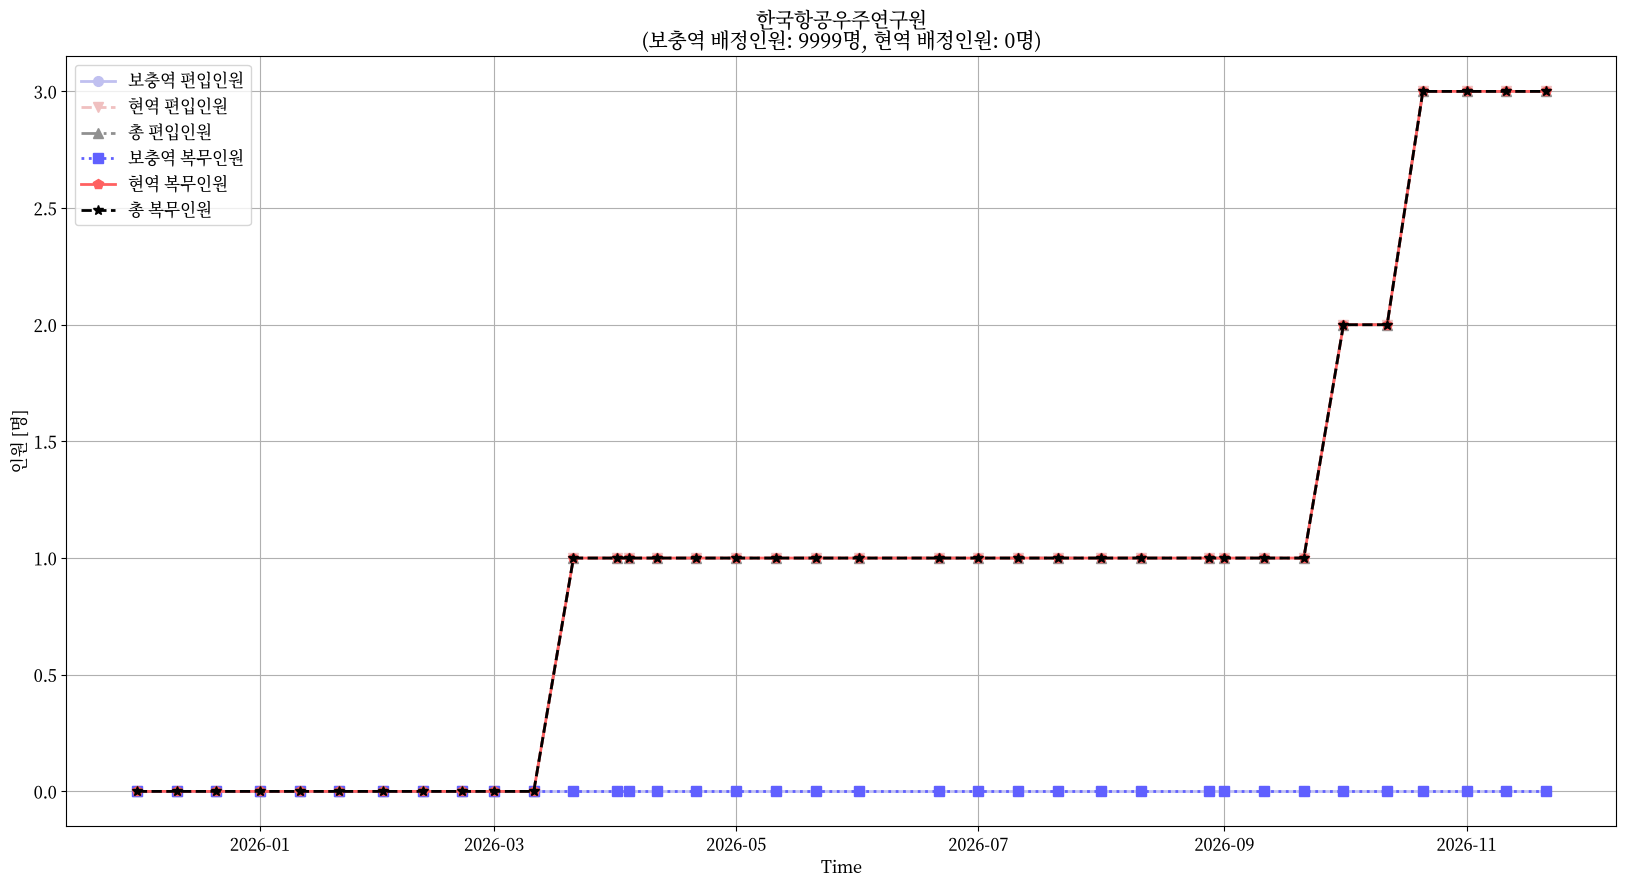 한국항공우주연구원
(보충역 배정인원: 9999명, 현역 배정인원: 0명)
보충역 편입인원
현역 편입인원
총 편입인원
보충역 복무인원
현역 복무인원
총 복무인원
인원 [명]
3.0
2.5
2.0
1.5
1.0
0.5
0.0
2026-01
2026-03
2026-05
2026-07
2026-09
2026-11
Time